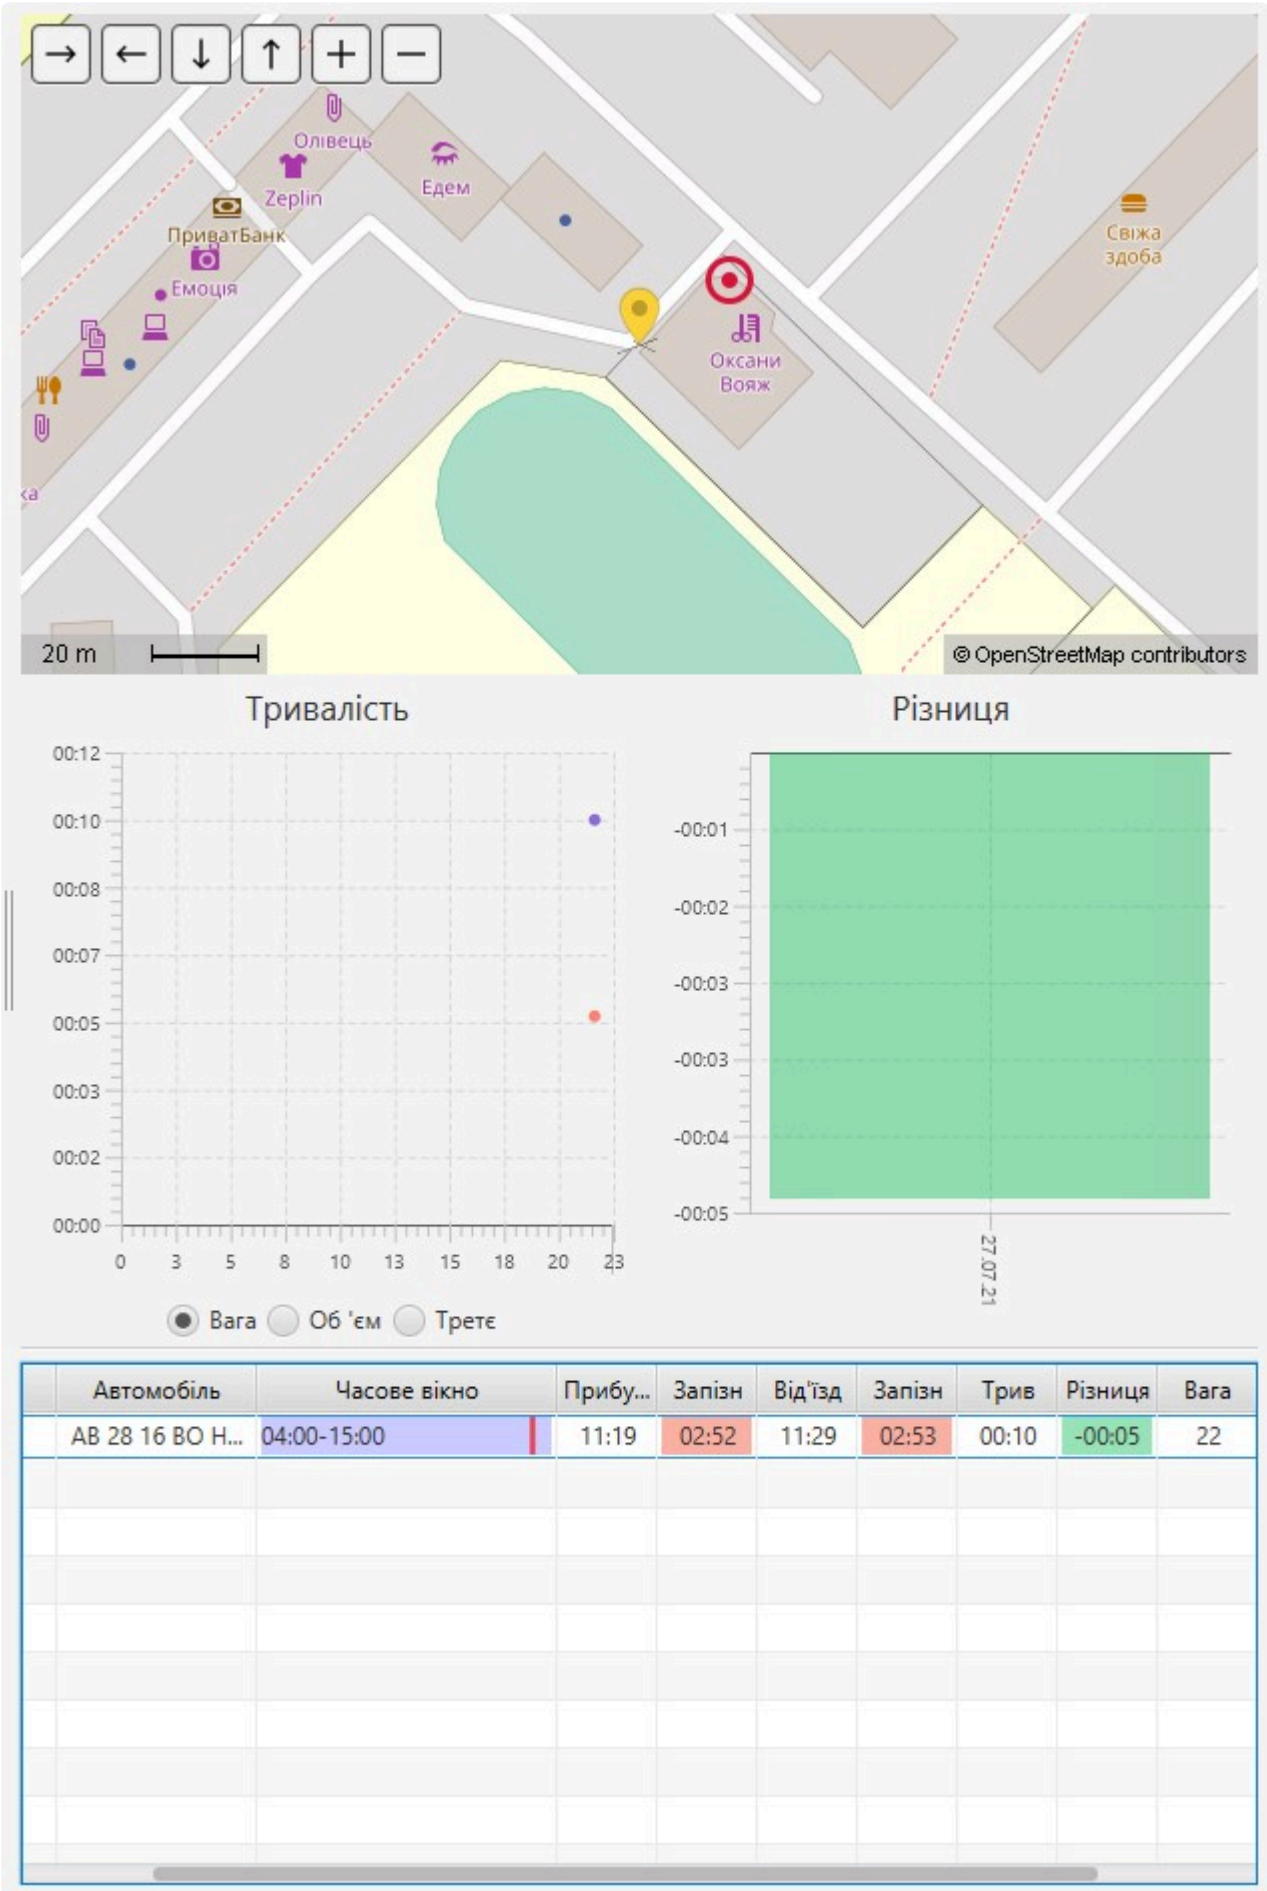 → ← ↓ ↑ + −
Олівець
Zeplin
Едем
ПриватБанк
Емоція
Свіжа
здоба
Оксани
Вояж
ка
20 m
© OpenStreetMap contributors
Тривалість
00:12
00:10
00:08
00:07
00:05
00:03
00:02
00:00
0 3 5 8 10 13 15 18 20 23
Вага Об 'єм Третє
Різниця
-00:01
-00:02
-00:03
-00:03
-00:04
-00:05
27.07.21
Автомобіль Часове вікно Прибу... Запізн Від'їзд Запізн Трив Різниця Вага
АВ 28 16 ВО Н... 04:00-15:00 11:19 02:52 11:29 02:53 00:10 -00:05 22